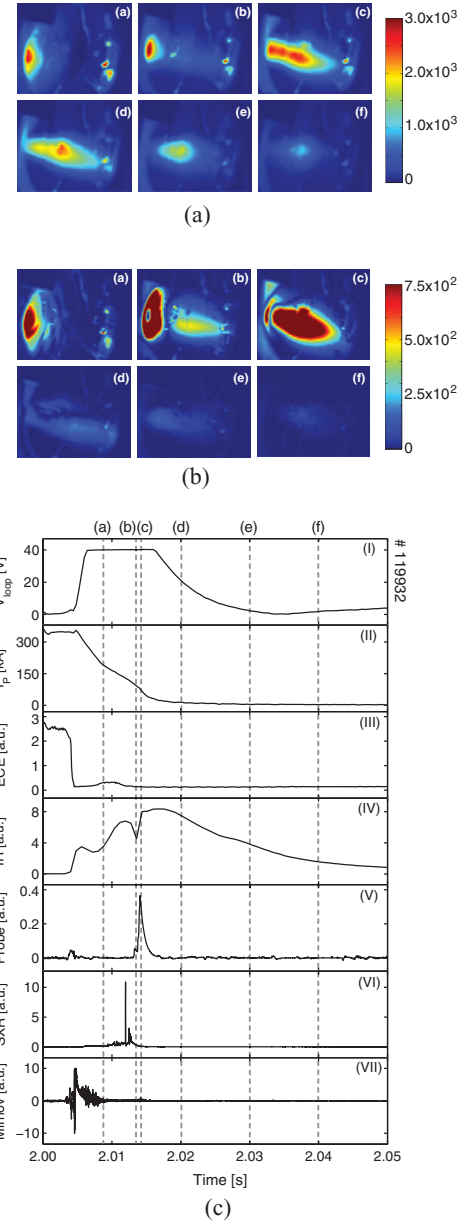 (a) (b) (c) 3.0x10³
2.0x10³
(d) (e) (f) 1.0x10³
0
(a)
(a) (b) (c) 7.5x10²
5.0x10²
(d) (e) (f) 2.5x10²
0
(b)
(a) (b) (c) (d) (e) (f)
40 (I) # 119932
20
0
[V]
300 (II)
150
0
[kA]
3 (III)
2
1
0
ECE [a.u.]
8 (IV)
4
0
[a.u.]
0.4 (V)
0.2
0
Probe [a.u.]
10 (VI)
5
0
SXR [a.u.]
10 (VII)
0
−10
Mirnov [a.u.]
2.00 2.01 2.02 2.03 2.04 2.05
Time [s]
(c)